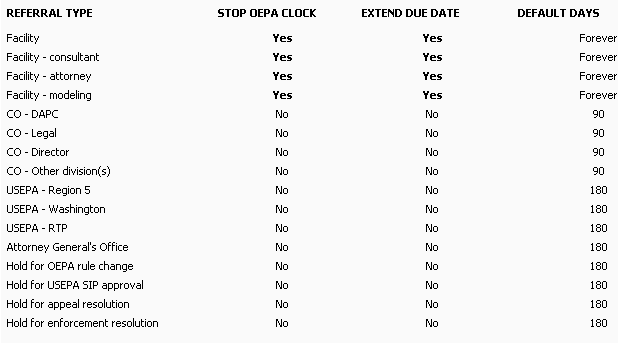 REFERRAL TYPE STOP OEPA CLOCK EXTEND DUE DATE DEFAULT DAYS
Facility Yes Yes Forever
Facility - consultant Yes Yes Forever
Facility - attorney Yes Yes Forever
Facility - modeling Yes Yes Forever
CO - DAPC No No 90
CO - Legal No No 90
CO - Director No No 90
CO - Other division(s) No No 90
USEPA - Region 5 No No 180
USEPA - Washington No No 180
USEPA - RTP No No 180
Attorney General's Office No No 180
Hold for OEPA rule change No No 180
Hold for USEPA SIP approval No No 180
Hold for appeal resolution No No 180
Hold for enforcement resolution No No 180